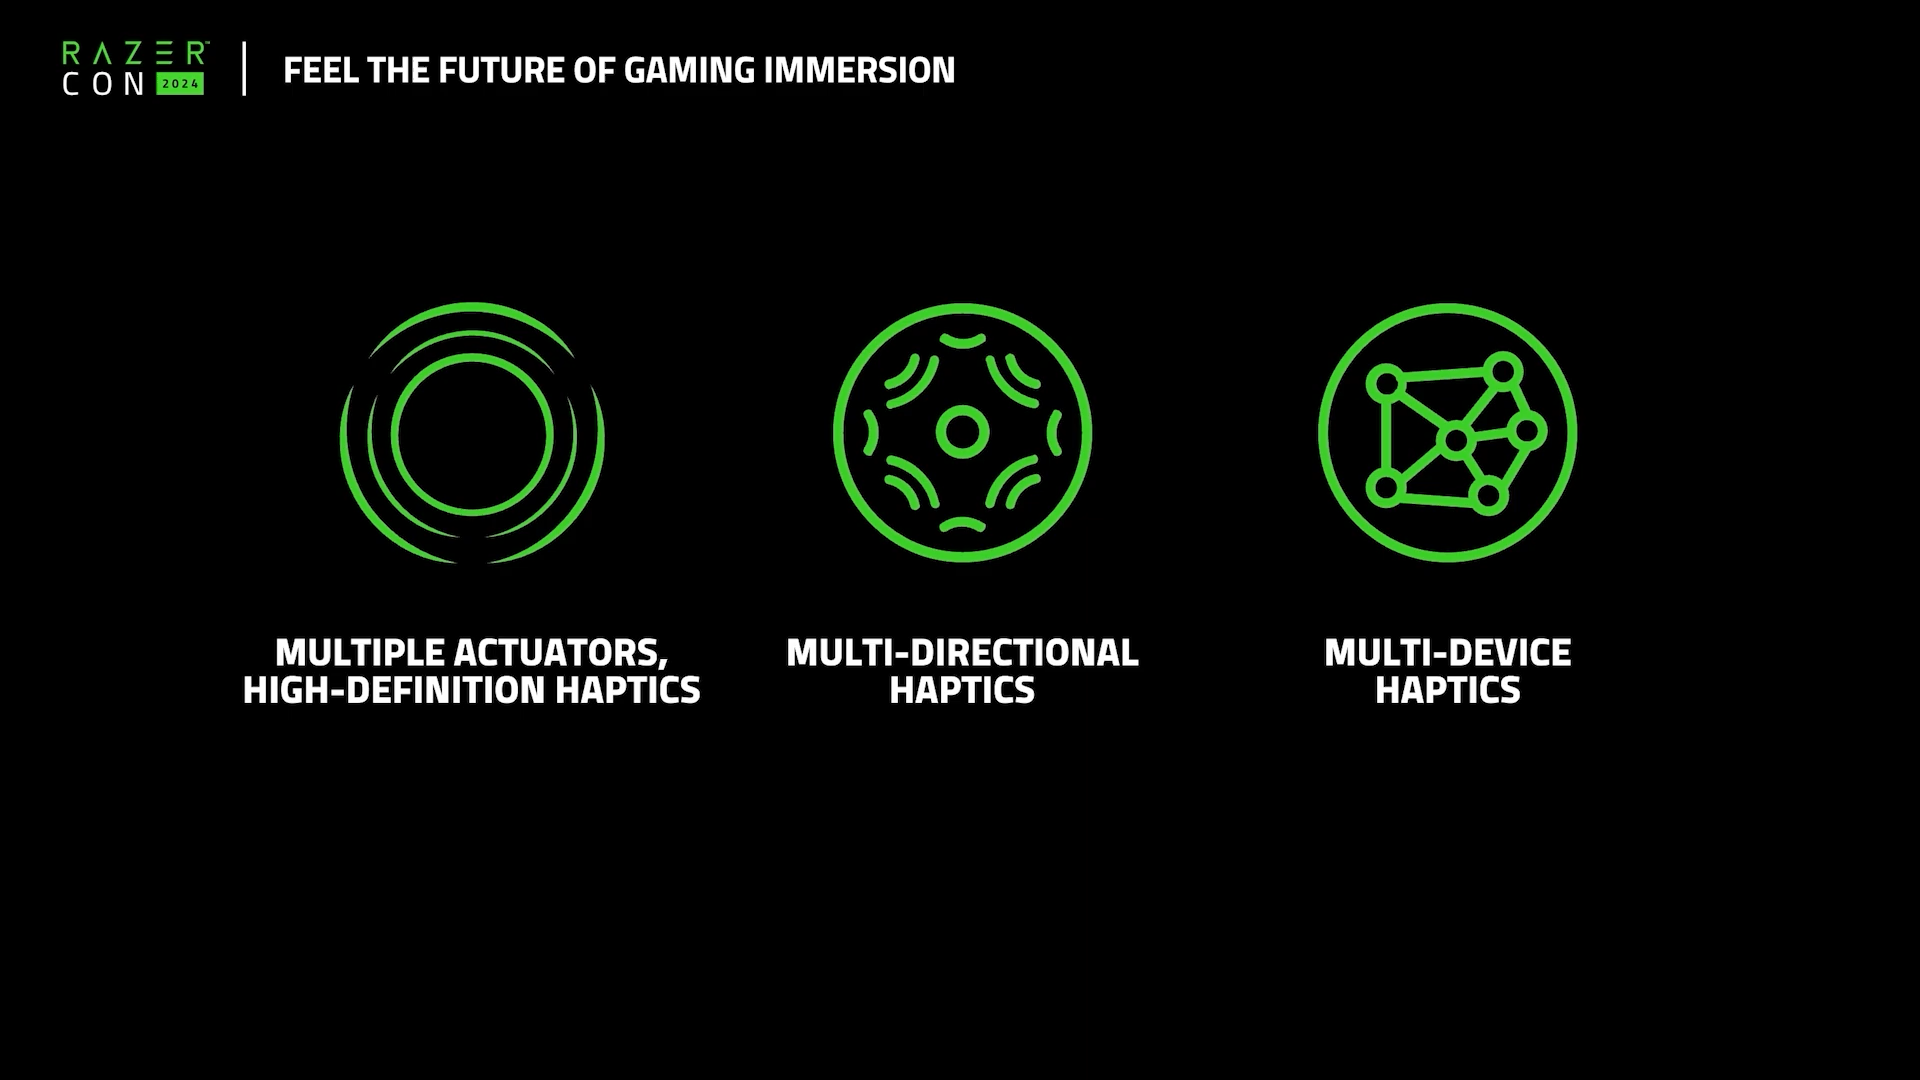 RAZER™
CON 2024
FEEL THE FUTURE OF GAMING IMMERSION
MULTIPLE ACTUATORS,
HIGH-DEFINITION HAPTICS
MULTI-DIRECTIONAL
HAPTICS
MULTI-DEVICE
HAPTICS